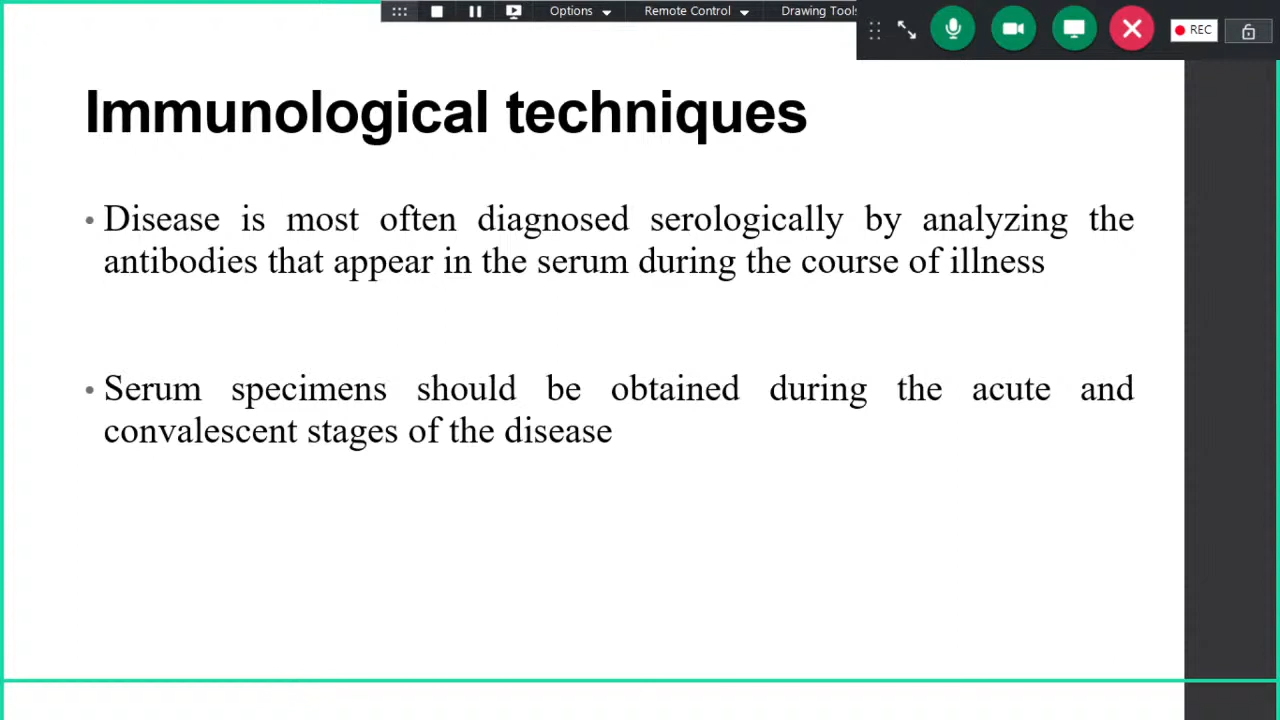 Options
Remote Control
Drawing Tools
REC
Immunological techniques
• Disease is most often diagnosed serologically by analyzing the
antibodies that appear in the serum during the course of illness
• Serum specimens should be obtained during the acute and
convalescent stages of the disease